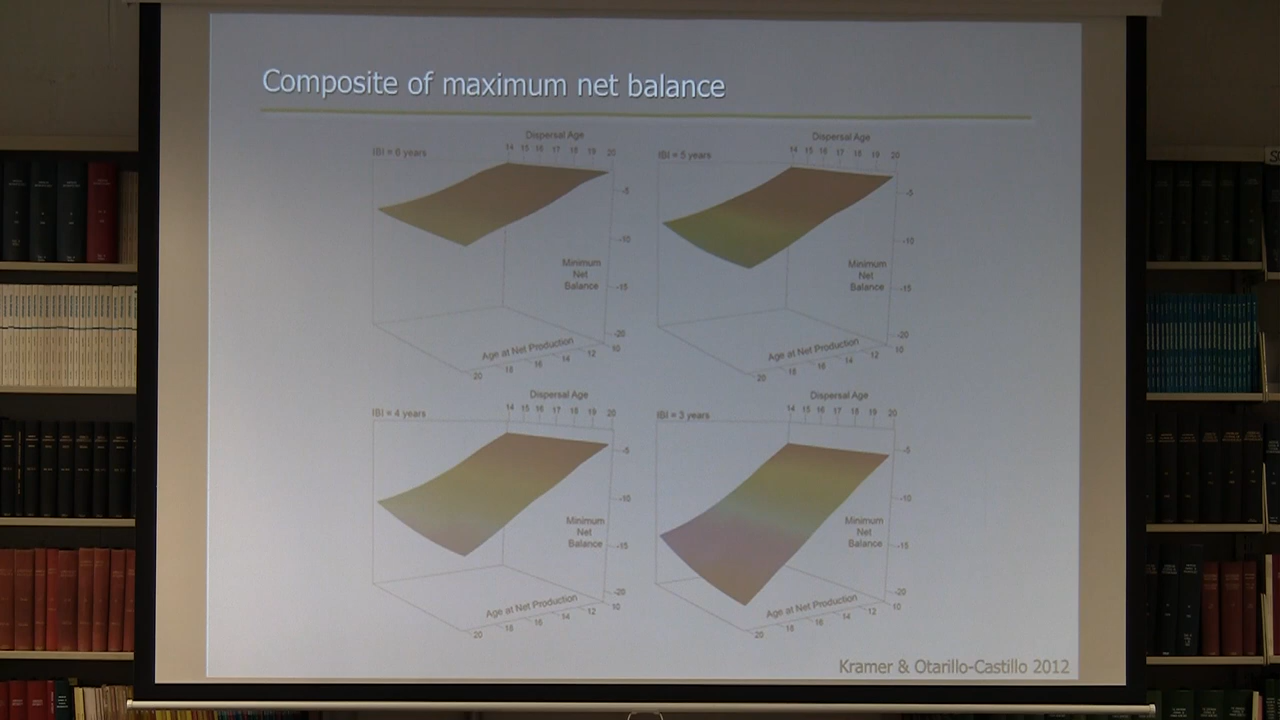 Composite of maximum net balance
IBI = 6 years
Dispersal Age
14 15 16 17 18 19 20
-5
-10
-15
-20
Minimum
Net
Balance
Age at Net Production
20 18 16 14 12 10
IBI = 5 years
Dispersal Age
14 15 16 17 18 19 20
-5
-10
-15
-20
Minimum
Net
Balance
Age at Net Production
20 18 16 14 12 10
IBI = 4 years
Dispersal Age
14 15 16 17 18 19 20
-5
-10
-15
-20
Minimum
Net
Balance
Age at Net Production
20 18 16 14 12 10
IBI = 3 years
Dispersal Age
14 15 16 17 18 19 20
-5
-10
-15
-20
Minimum
Net
Balance
Age at Net Production
20 18 16 14 12 10
Kramer & Otarillo-Castillo 2012